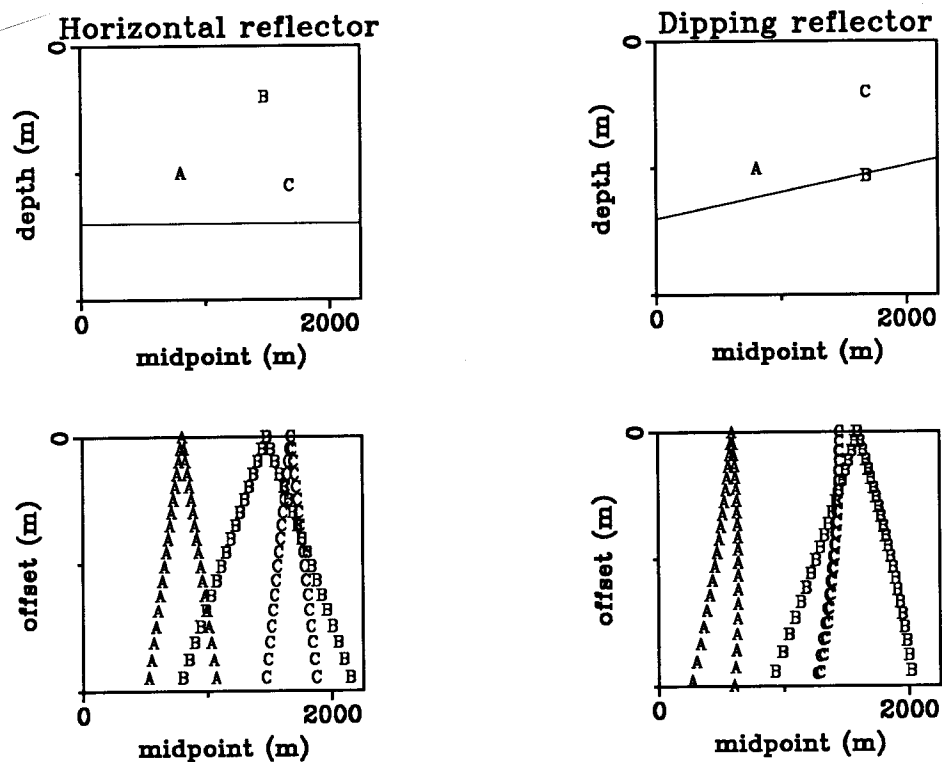 Horizontal reflector
0
depth (m)
B
A
C
0 2000
midpoint (m)
Dipping reflector
0
depth (m)
C
A
B
0 2000
midpoint (m)
0
offset (m)
A B C
0 2000
midpoint (m)
0
offset (m)
A C B
0 2000
midpoint (m)